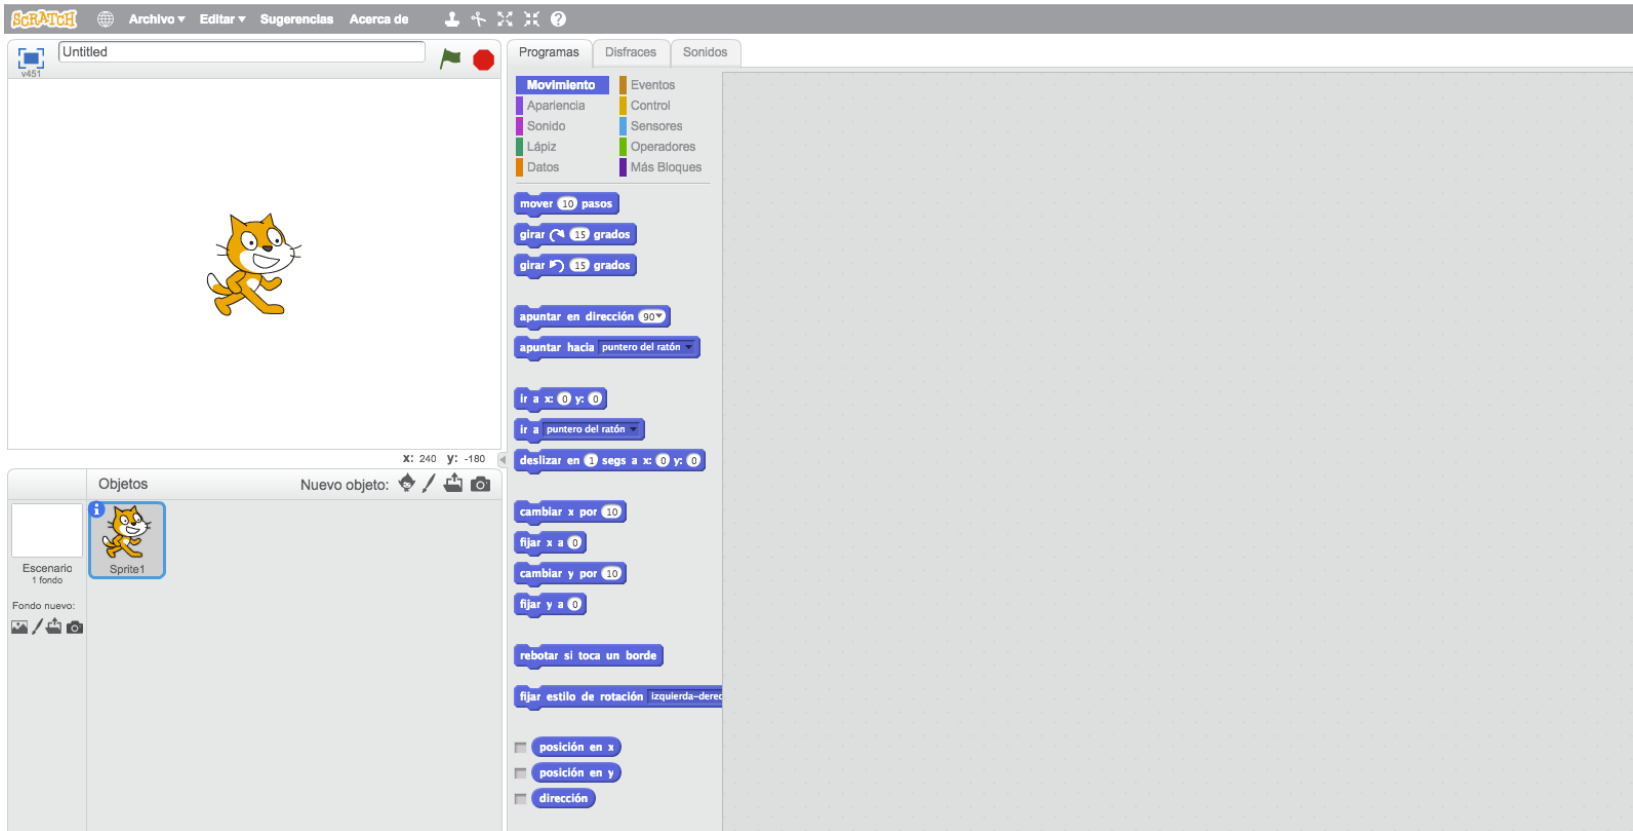 SCRATCH Archivo Editar Sugerencias Acerca de
Untitled
v451
Programas Disfraces Sonidos
Movimiento Eventos
Apariencia Control
Sonido Sensores
Lápiz Operadores
Datos Más Bloques
mover 10 pasos
girar 15 grados
girar 15 grados
apuntar en dirección 90
apuntar hacia puntero del ratón
ir a x: 0 y: 0
ir a puntero del ratón
deslizar en 1 segs a x: 0 y: 0
cambiar x por 10
fijar x a 0
cambiar y por 10
fijar y a 0
rebotar si toca un borde
fijar estilo de rotación izquierda-derec
posición en x
posición en y
dirección
x: 240 y: -180
Objetos Nuevo objeto:
Sprite1
Escenario
1 fondo
Fondo nuevo: